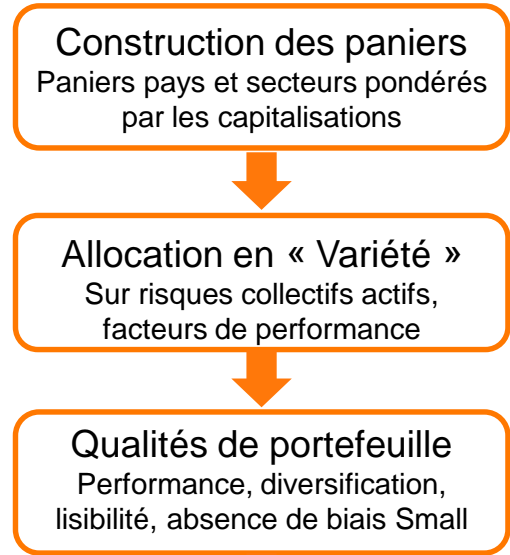 Construction des paniers
Paniers pays et secteurs pondérés
par les capitalisations
Allocation en « Variété »
Sur risques collectifs actifs,
facteurs de performance
Qualités de portefeuille
Performance, diversification,
lisibilité, absence de biais Small